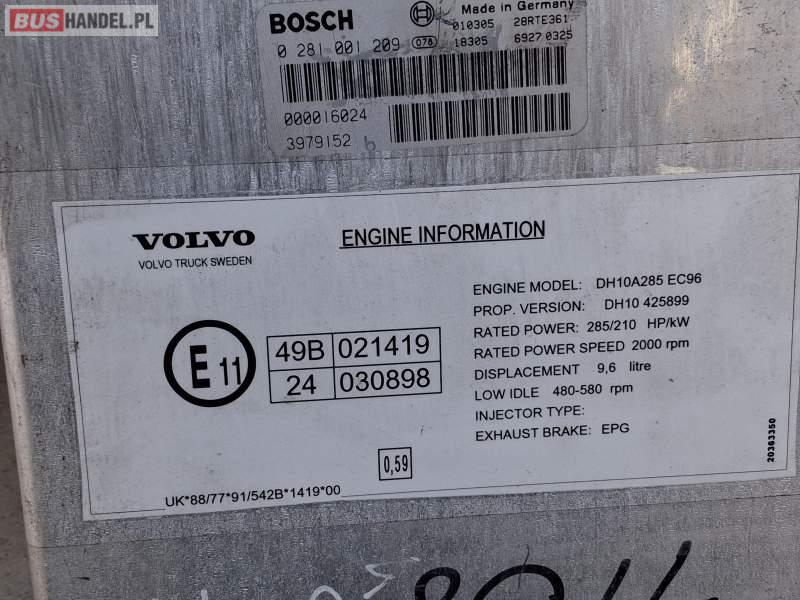 BUSHANDEL.PL
BOSCH
Made in Germany
010305 28RTE361
0 281 001 209 078 18305 6927 0325
000016024
3979152 b
VOLVO
VOLVO TRUCK SWEDEN
ENGINE INFORMATION
E 11
49B 021419
24 030898
ENGINE MODEL: DH10A285 EC96
PROP. VERSION: DH10 425899
RATED POWER: 285/210 HP/kW
RATED POWER SPEED 2000 rpm
DISPLACEMENT 9,6 litre
LOW IDLE 480-580 rpm
INJECTOR TYPE:
EXHAUST BRAKE: EPG
0,59
UK*88/77*91/542B*1419*00
20363350